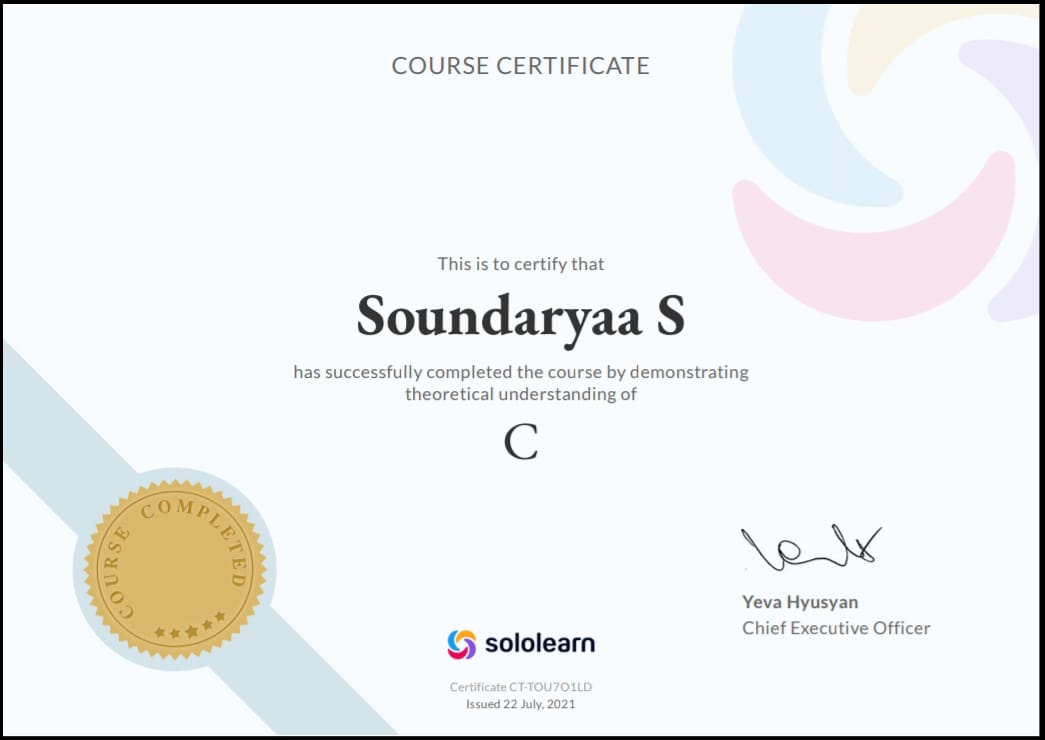 COURSE CERTIFICATE
This is to certify that
Soundaryaa S
has successfully completed the course by demonstrating
theoretical understanding of
C
COURSE COMPLETED
Yeva Hyusyan
Chief Executive Officer
sololearn
Certificate CT-TOU7O1LD
Issued 22 July, 2021